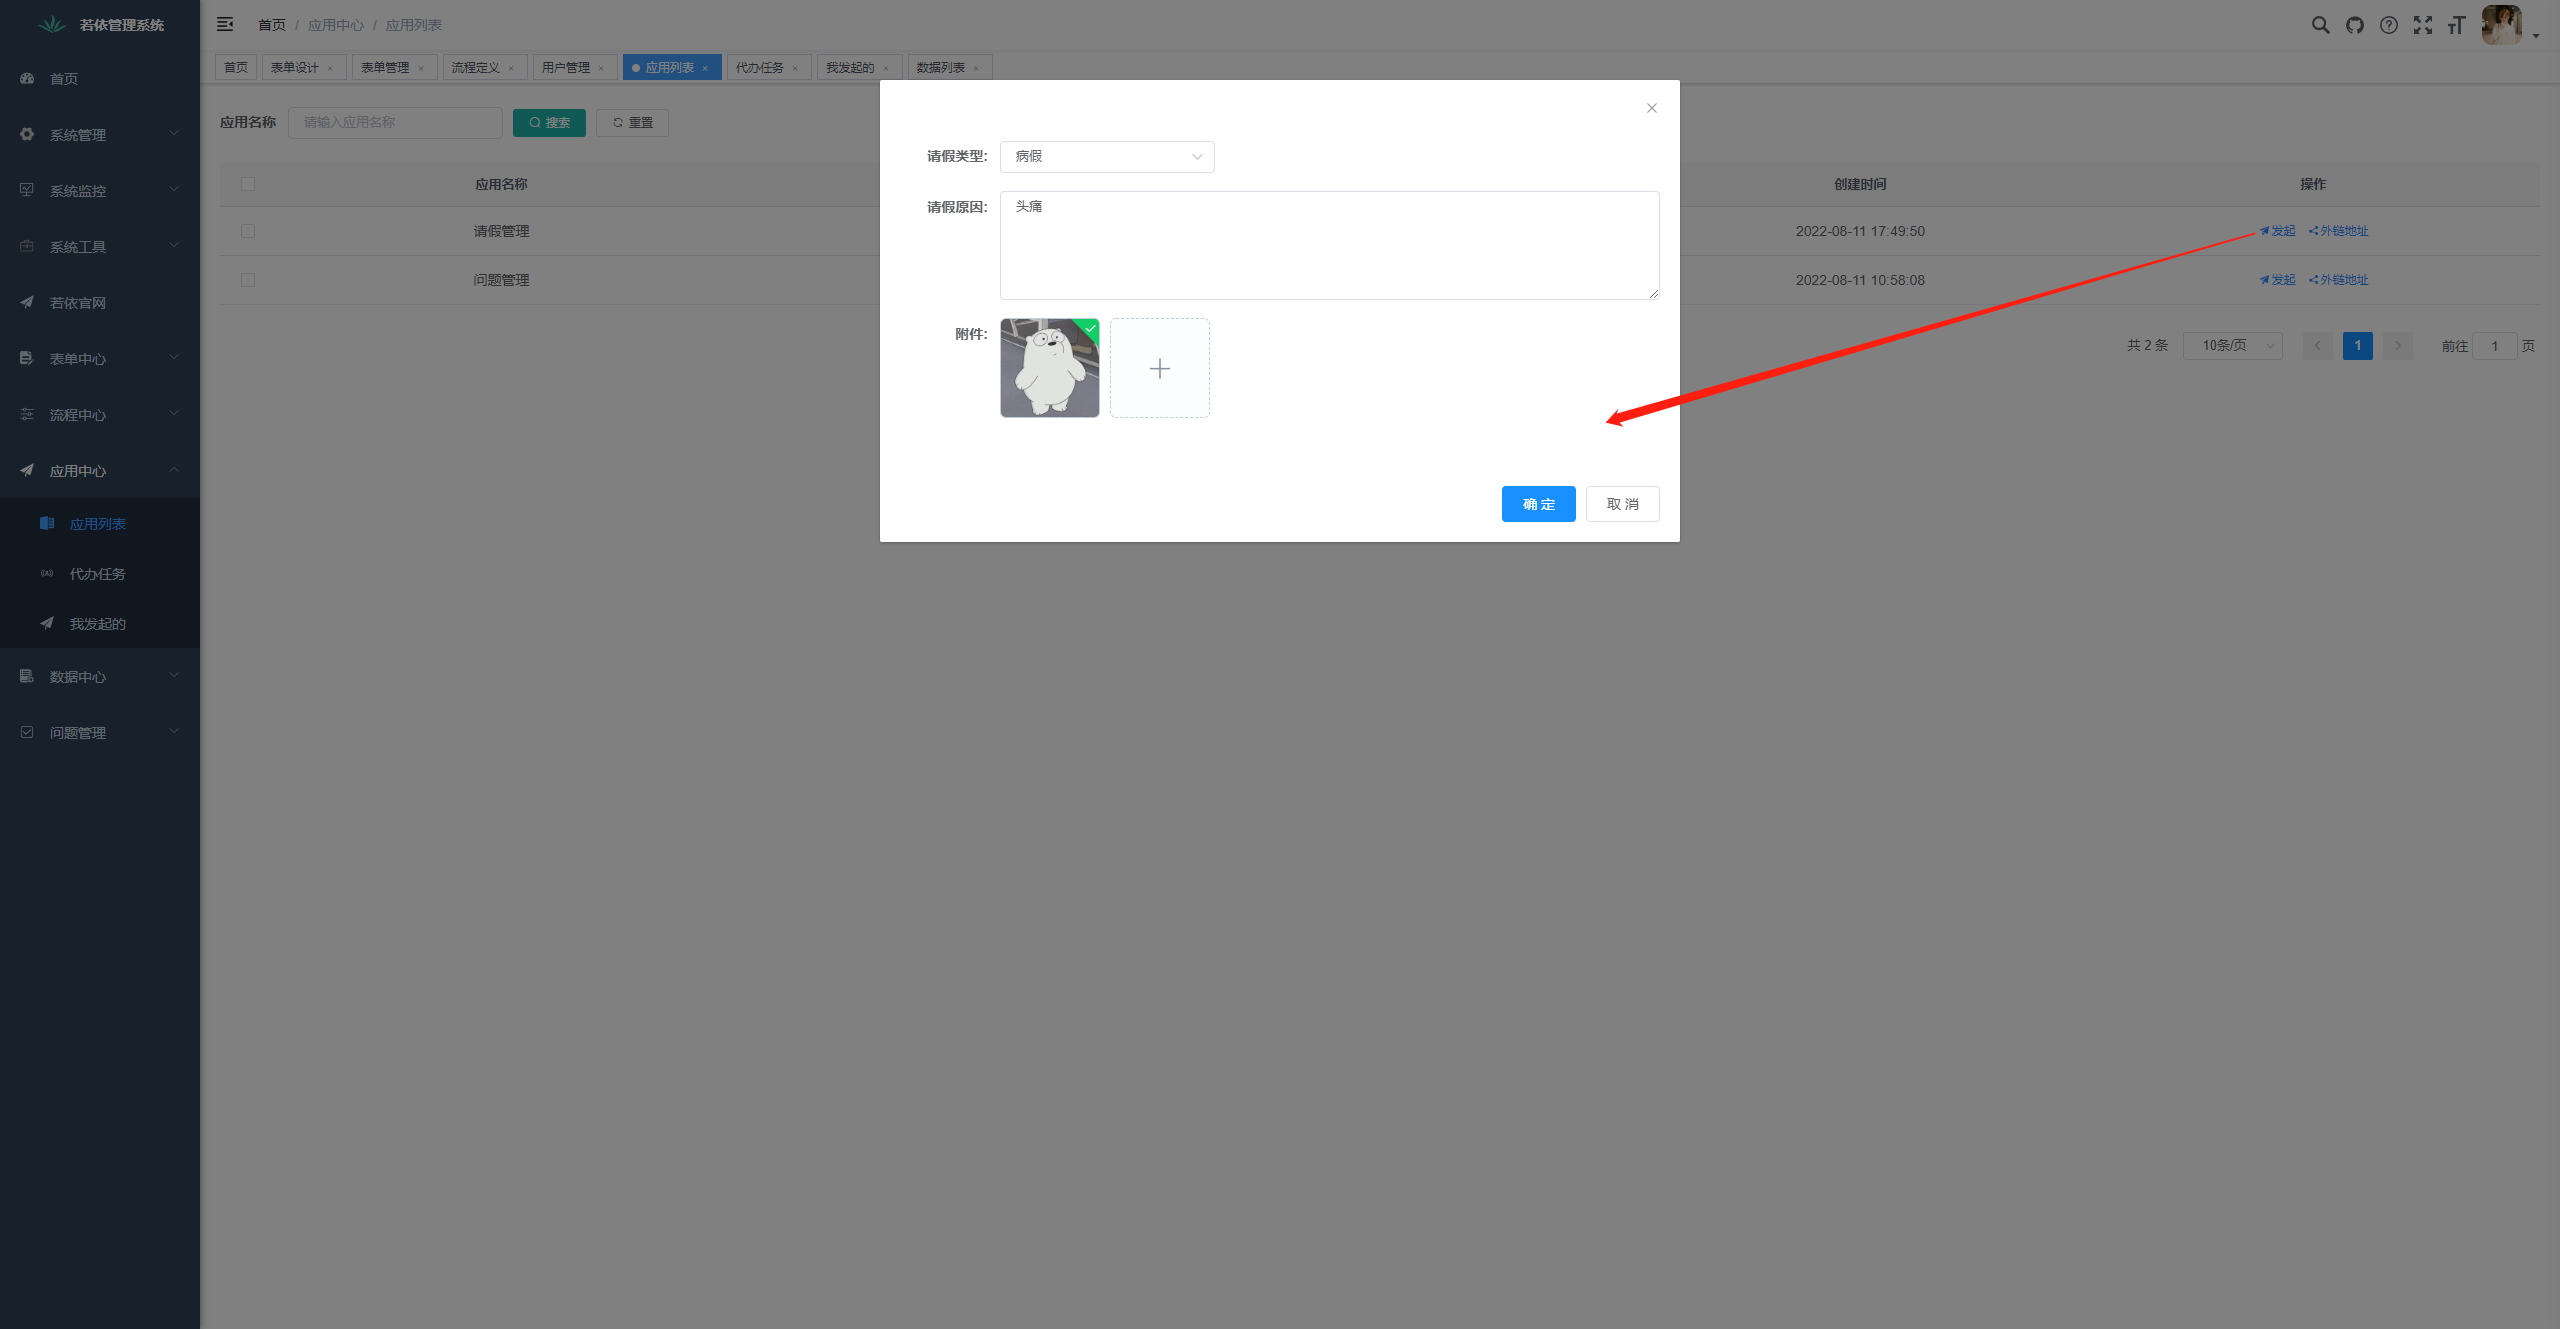 若依管理系统
首页 / 应用中心 / 应用列表
首页 表单设计 × 表单管理 × 流程定义 × 用户管理 × 应用列表 × 代办任务 × 我发起的 × 数据列表 ×
首页
系统管理
系统监控
系统工具
若依官网
表单中心
流程中心
应用中心
应用列表
代办任务
我发起的
数据中心
问题管理
应用名称 请输入应用名称 搜索 重置
应用名称 创建时间 操作
请假管理 2022-08-11 17:49:50 发起 外链地址
问题管理 2022-08-11 10:58:08 发起 外链地址
共 2 条 10条/页 1 前往 1 页
请假类型: 病假
请假原因: 头痛
附件:
确 定 取 消